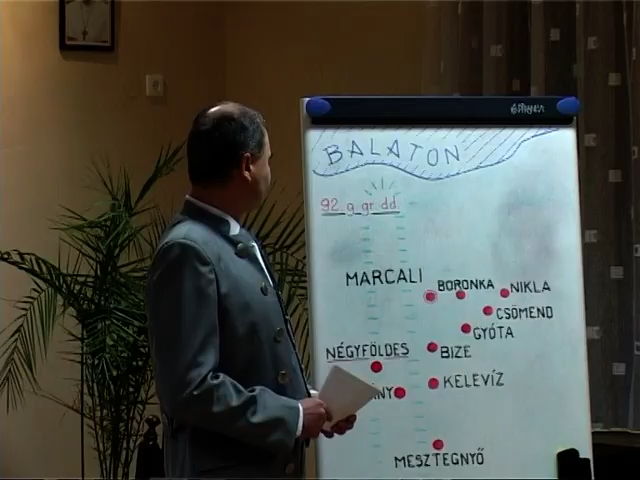 BALATON
92. g. gr. dd.
MARCALI
BORONKA
NIKLA
CSÖMEND
GYÓTA
NÉGYFÖLDES
BIZE
KELEVÍZ
MESZTEGNYŐ